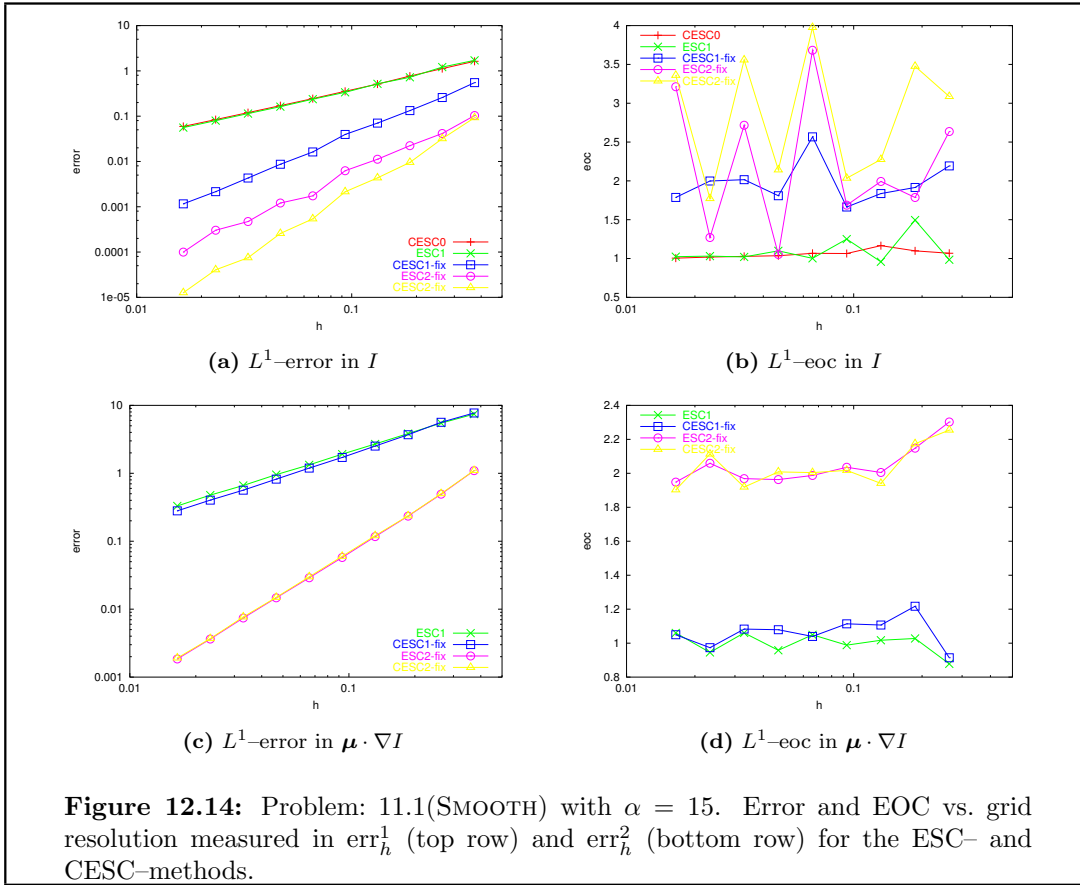 10
1
0.1
0.01
0.001
0.0001
1e-05
error
CESC0
ESC1
CESC1-fix
ESC2-fix
CESC2-fix
0.01
0.1
h
(a) L¹–error in I
4
3.5
3
2.5
2
1.5
1
0.5
eoc
CESC0
ESC1
CESC1-fix
ESC2-fix
CESC2-fix
0.01
0.1
h
(b) L¹–eoc in I
10
1
0.1
0.01
0.001
error
ESC1
CESC1-fix
ESC2-fix
CESC2-fix
0.01
0.1
h
(c) L¹–error in μ · ∇I
2.4
2.2
2
1.8
1.6
1.4
1.2
1
0.8
eoc
ESC1
CESC1-fix
ESC2-fix
CESC2-fix
0.01
0.1
h
(d) L¹–eoc in μ · ∇I
Figure 12.14: Problem: 11.1(SMOOTH) with α = 15. Error and EOC vs. grid
resolution measured in err¹ₕ (top row) and err²ₕ (bottom row) for the ESC– and
CESC–methods.